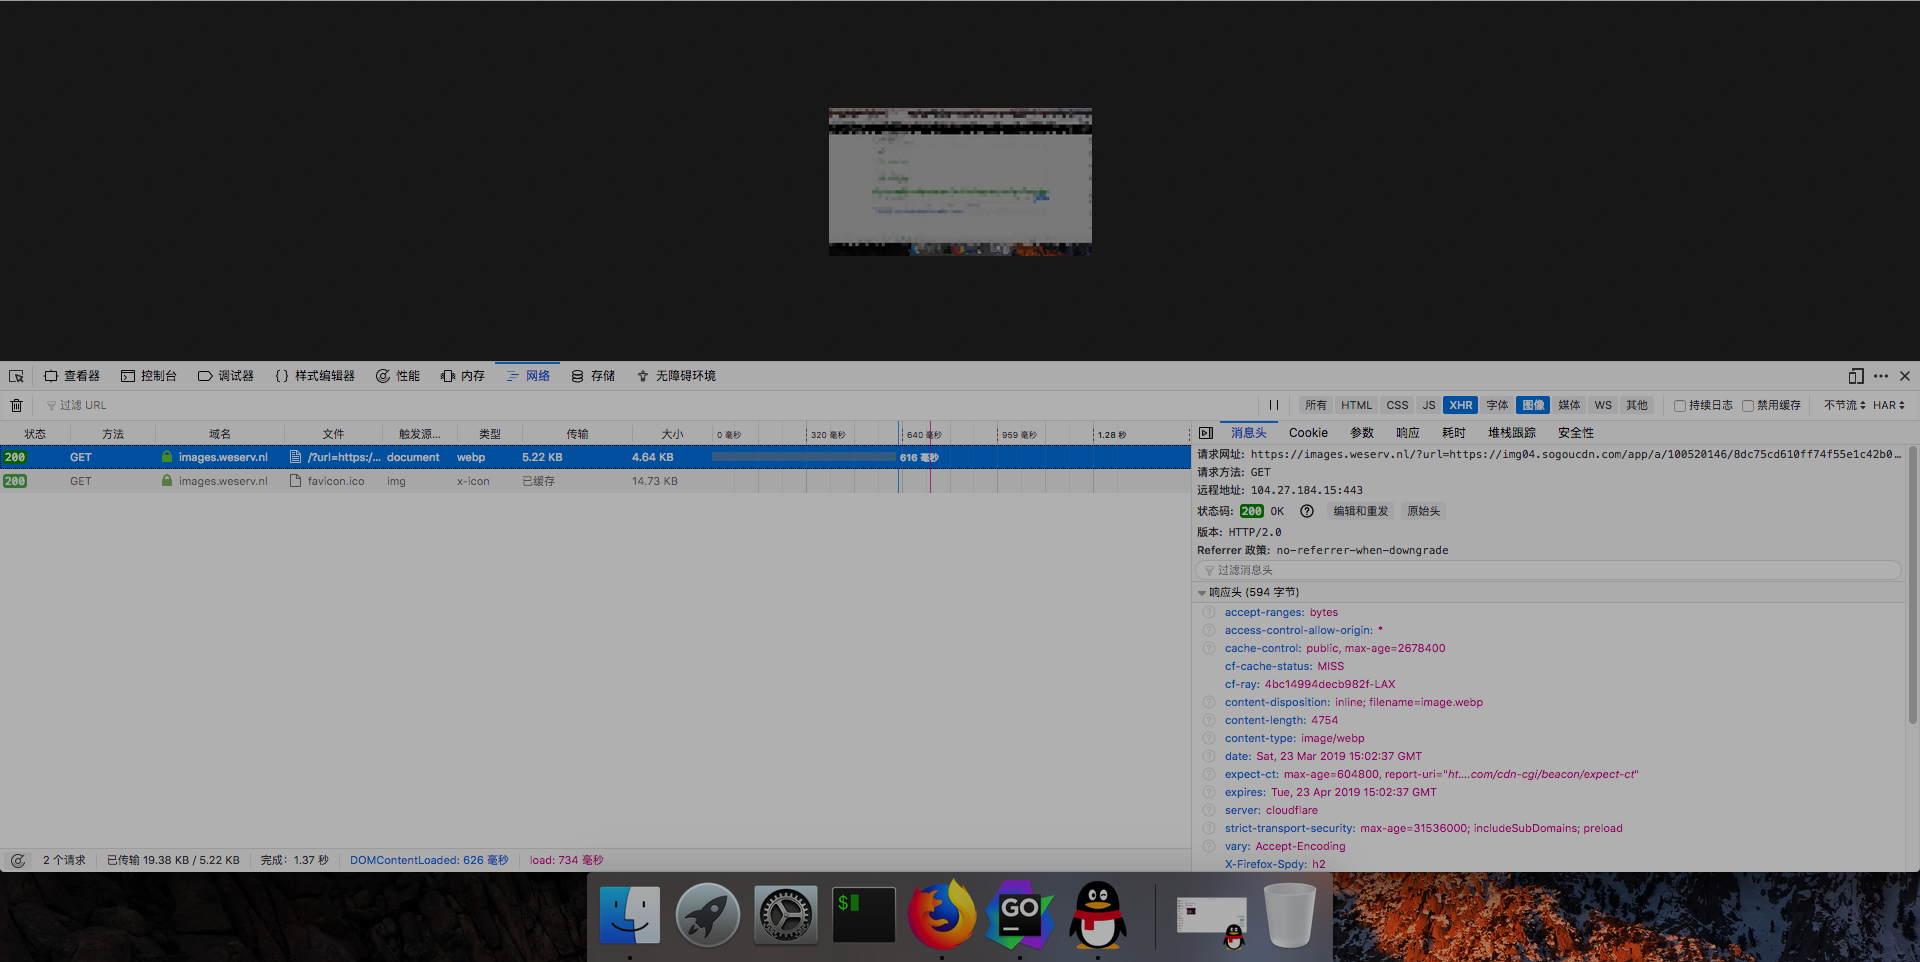 查看器 控制台 调试器 {} 样式编辑器 性能 内存 网络 存储 无障碍环境
过滤 URL 所有 HTML CSS JS XHR 字体 图像 媒体 WS 其他 持续日志 禁用缓存 不节流 HAR
状态 方法 域名 文件 触发源... 类型 传输 大小 0 毫秒 320 毫秒 640 毫秒 959 毫秒 1.28 秒
200 GET images.weserv.nl /?url=https:/... document webp 5.22 KB 4.64 KB 616 毫秒
200 GET images.weserv.nl favicon.ico img x-icon 已缓存 14.73 KB
2 个请求 已传输 19.38 KB / 5.22 KB 完成: 1.37 秒 DOMContentLoaded: 626 毫秒 load: 734 毫秒
消息头 Cookie 参数 响应 耗时 堆栈跟踪 安全性
请求网址: https://images.weserv.nl/?url=https://img04.sogoucdn.com/app/a/100520146/8dc75cd610ff74f55e1c42b0...
请求方法: GET
远程地址: 104.27.184.15:443
状态码: 200 OK ? 编辑和重发 原始头
版本: HTTP/2.0
Referrer 政策: no-referrer-when-downgrade
过滤消息头
响应头 (594 字节)
accept-ranges: bytes
access-control-allow-origin: *
cache-control: public, max-age=2678400
cf-cache-status: MISS
cf-ray: 4bc14994decb982f-LAX
content-disposition: inline; filename=image.webp
content-length: 4754
content-type: image/webp
date: Sat, 23 Mar 2019 15:02:37 GMT
expect-ct: max-age=604800, report-uri="ht....com/cdn-cgi/beacon/expect-ct"
expires: Tue, 23 Apr 2019 15:02:37 GMT
server: cloudflare
strict-transport-security: max-age=31536000; includeSubDomains; preload
vary: Accept-Encoding
X-Firefox-Spdy: h2
$
GO